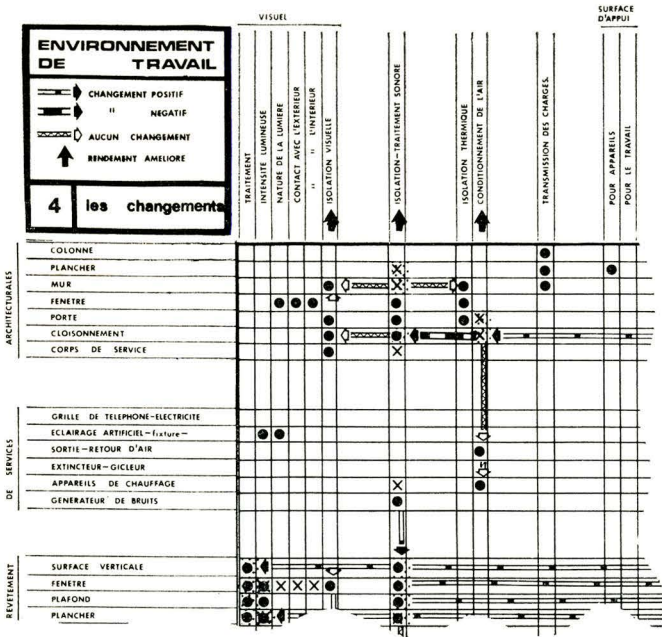 VISUEL
SURFACE
D'APPUI
ENVIRONNEMENT
DE TRAVAIL
CHANGEMENT POSITIF
" NEGATIF
AUCUN CHANGEMENT
RENDEMENT AMELIORE
4 les changements
TRAITEMENT
INTENSITE LUMINEUSE
NATURE DE LA LUMIERE
CONTACT AVEC L'EXTERIEUR
" " L'INTERIEUR
ISOLATION VISUELLE
ISOLATION-TRAITEMENT SONORE
ISOLATION THERMIQUE
CONDITIONNEMENT DE L'AIR
TRANSMISSION DES CHARGES.
POUR APPAREILS
POUR LE TRAVAIL
ARCHITECTURALES
COLONNE
PLANCHER
MUR
FENETRE
PORTE
CLOISONNEMENT
CORPS DE SERVICE
DE SERVICES
GRILLE DE TELEPHONE-ELECTRICITE
ECLAIRAGE ARTIFICIEL-fixture-
SORTIE-RETOUR D'AIR
EXTINCTEUR-GICLEUR
APPAREILS DE CHAUFFAGE
GENERATEUR DE BRUITS
REVETEMENT
SURFACE VERTICALE
FENETRE
PLAFOND
PLANCHER